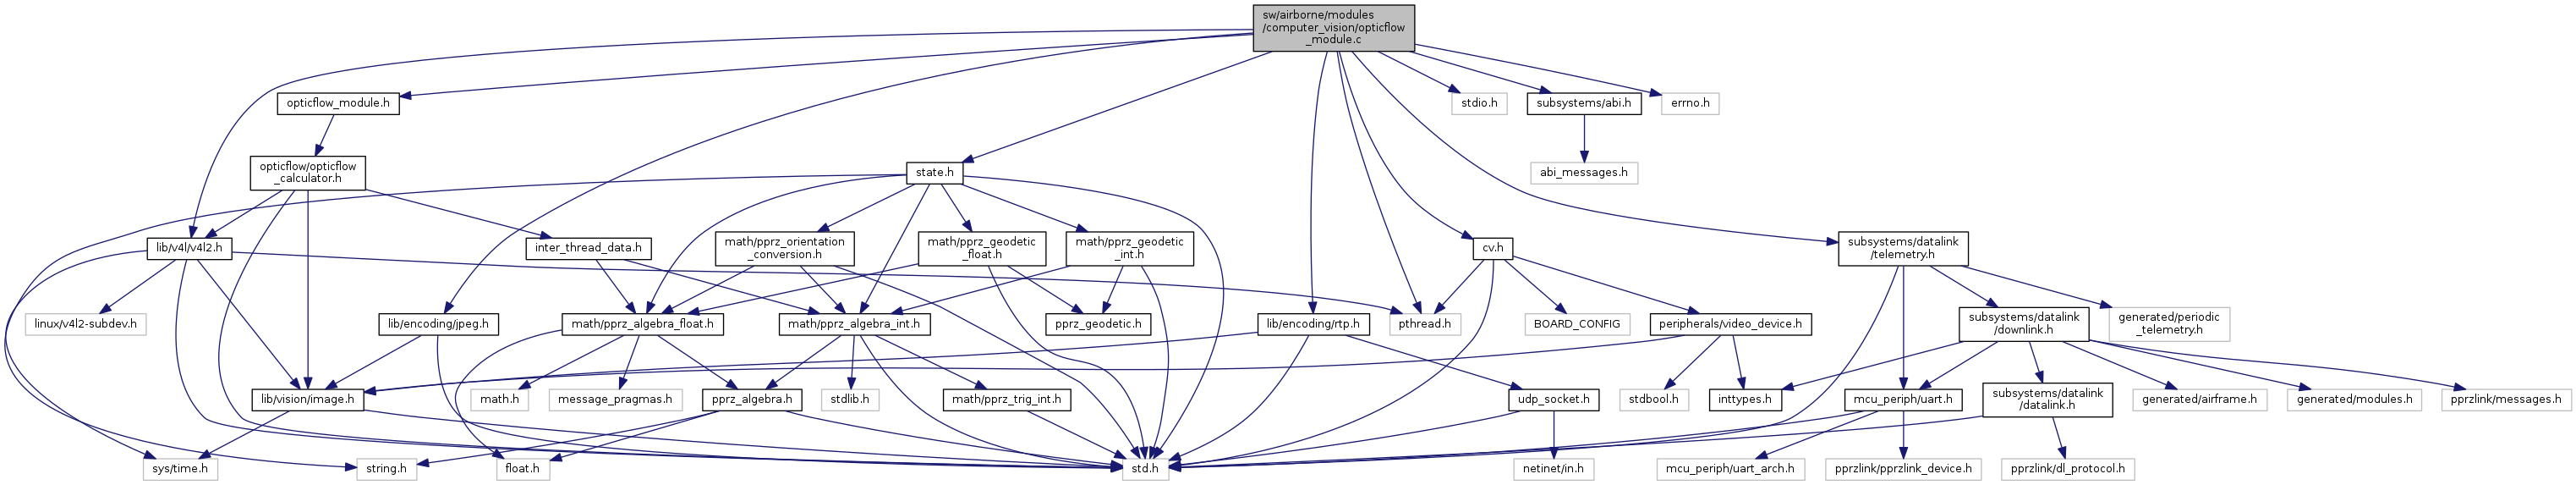 sw/airborne/modules
/computer_vision/opticflow
_module.c
opticflow_module.h
stdio.h
subsystems/abi.h
errno.h
opticflow/opticflow
_calculator.h
state.h
abi_messages.h
lib/v4l/v4l2.h
inter_thread_data.h
math/pprz_orientation
_conversion.h
math/pprz_geodetic
_float.h
math/pprz_geodetic
_int.h
cv.h
subsystems/datalink
/telemetry.h
linux/v4l2-subdev.h
lib/encoding/jpeg.h
math/pprz_algebra_float.h
math/pprz_algebra_int.h
pprz_geodetic.h
lib/encoding/rtp.h
pthread.h
BOARD_CONFIG
peripherals/video_device.h
subsystems/datalink
/downlink.h
generated/periodic
_telemetry.h
lib/vision/image.h
math.h
message_pragmas.h
pprz_algebra.h
stdlib.h
math/pprz_trig_int.h
udp_socket.h
stdbool.h
inttypes.h
mcu_periph/uart.h
subsystems/datalink
/datalink.h
generated/airframe.h
generated/modules.h
pprzlink/messages.h
sys/time.h
string.h
float.h
std.h
netinet/in.h
mcu_periph/uart_arch.h
pprzlink/pprzlink_device.h
pprzlink/dl_protocol.h